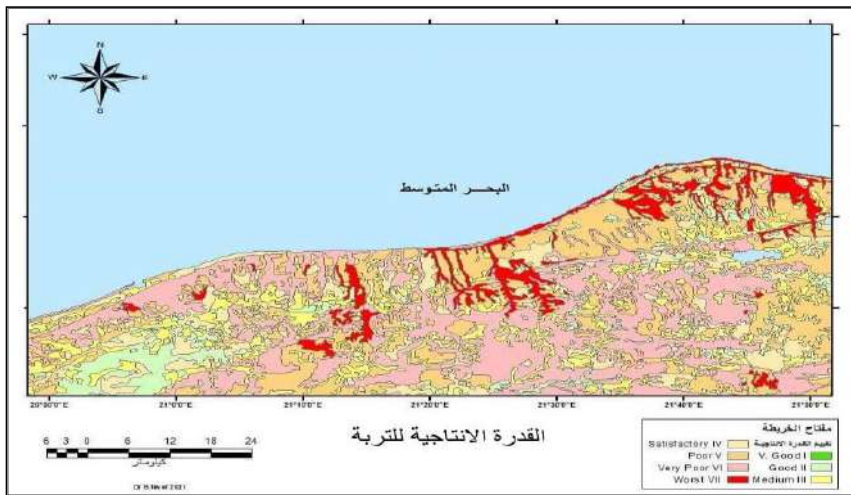 N
W
E
S
البحر المتوسط
20°50'0"E 21°0'0"E 21°10'0"E 21°20'0"E 21°30'0"E 21°40'0"E 21°50'0"E
القدرة الانتاجية للتربة
6 3 0 6 12 18 24
كيلومتر
مفتاح الخريطة
تقييم القدرة الانتاجية
Satisfactory IV
Poor V V. Good I
Very Poor VI Good II
Worst VII Medium III